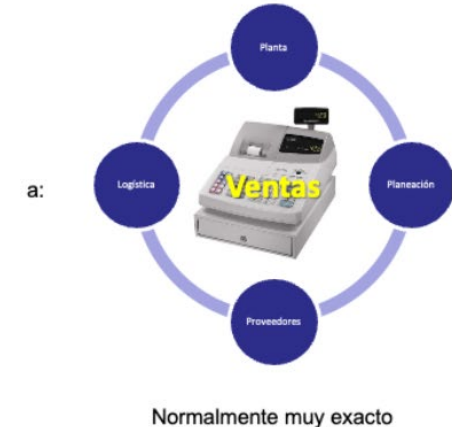 Planta
a:
Logística
Ventas
Planeación
Proveedores
Normalmente muy exacto